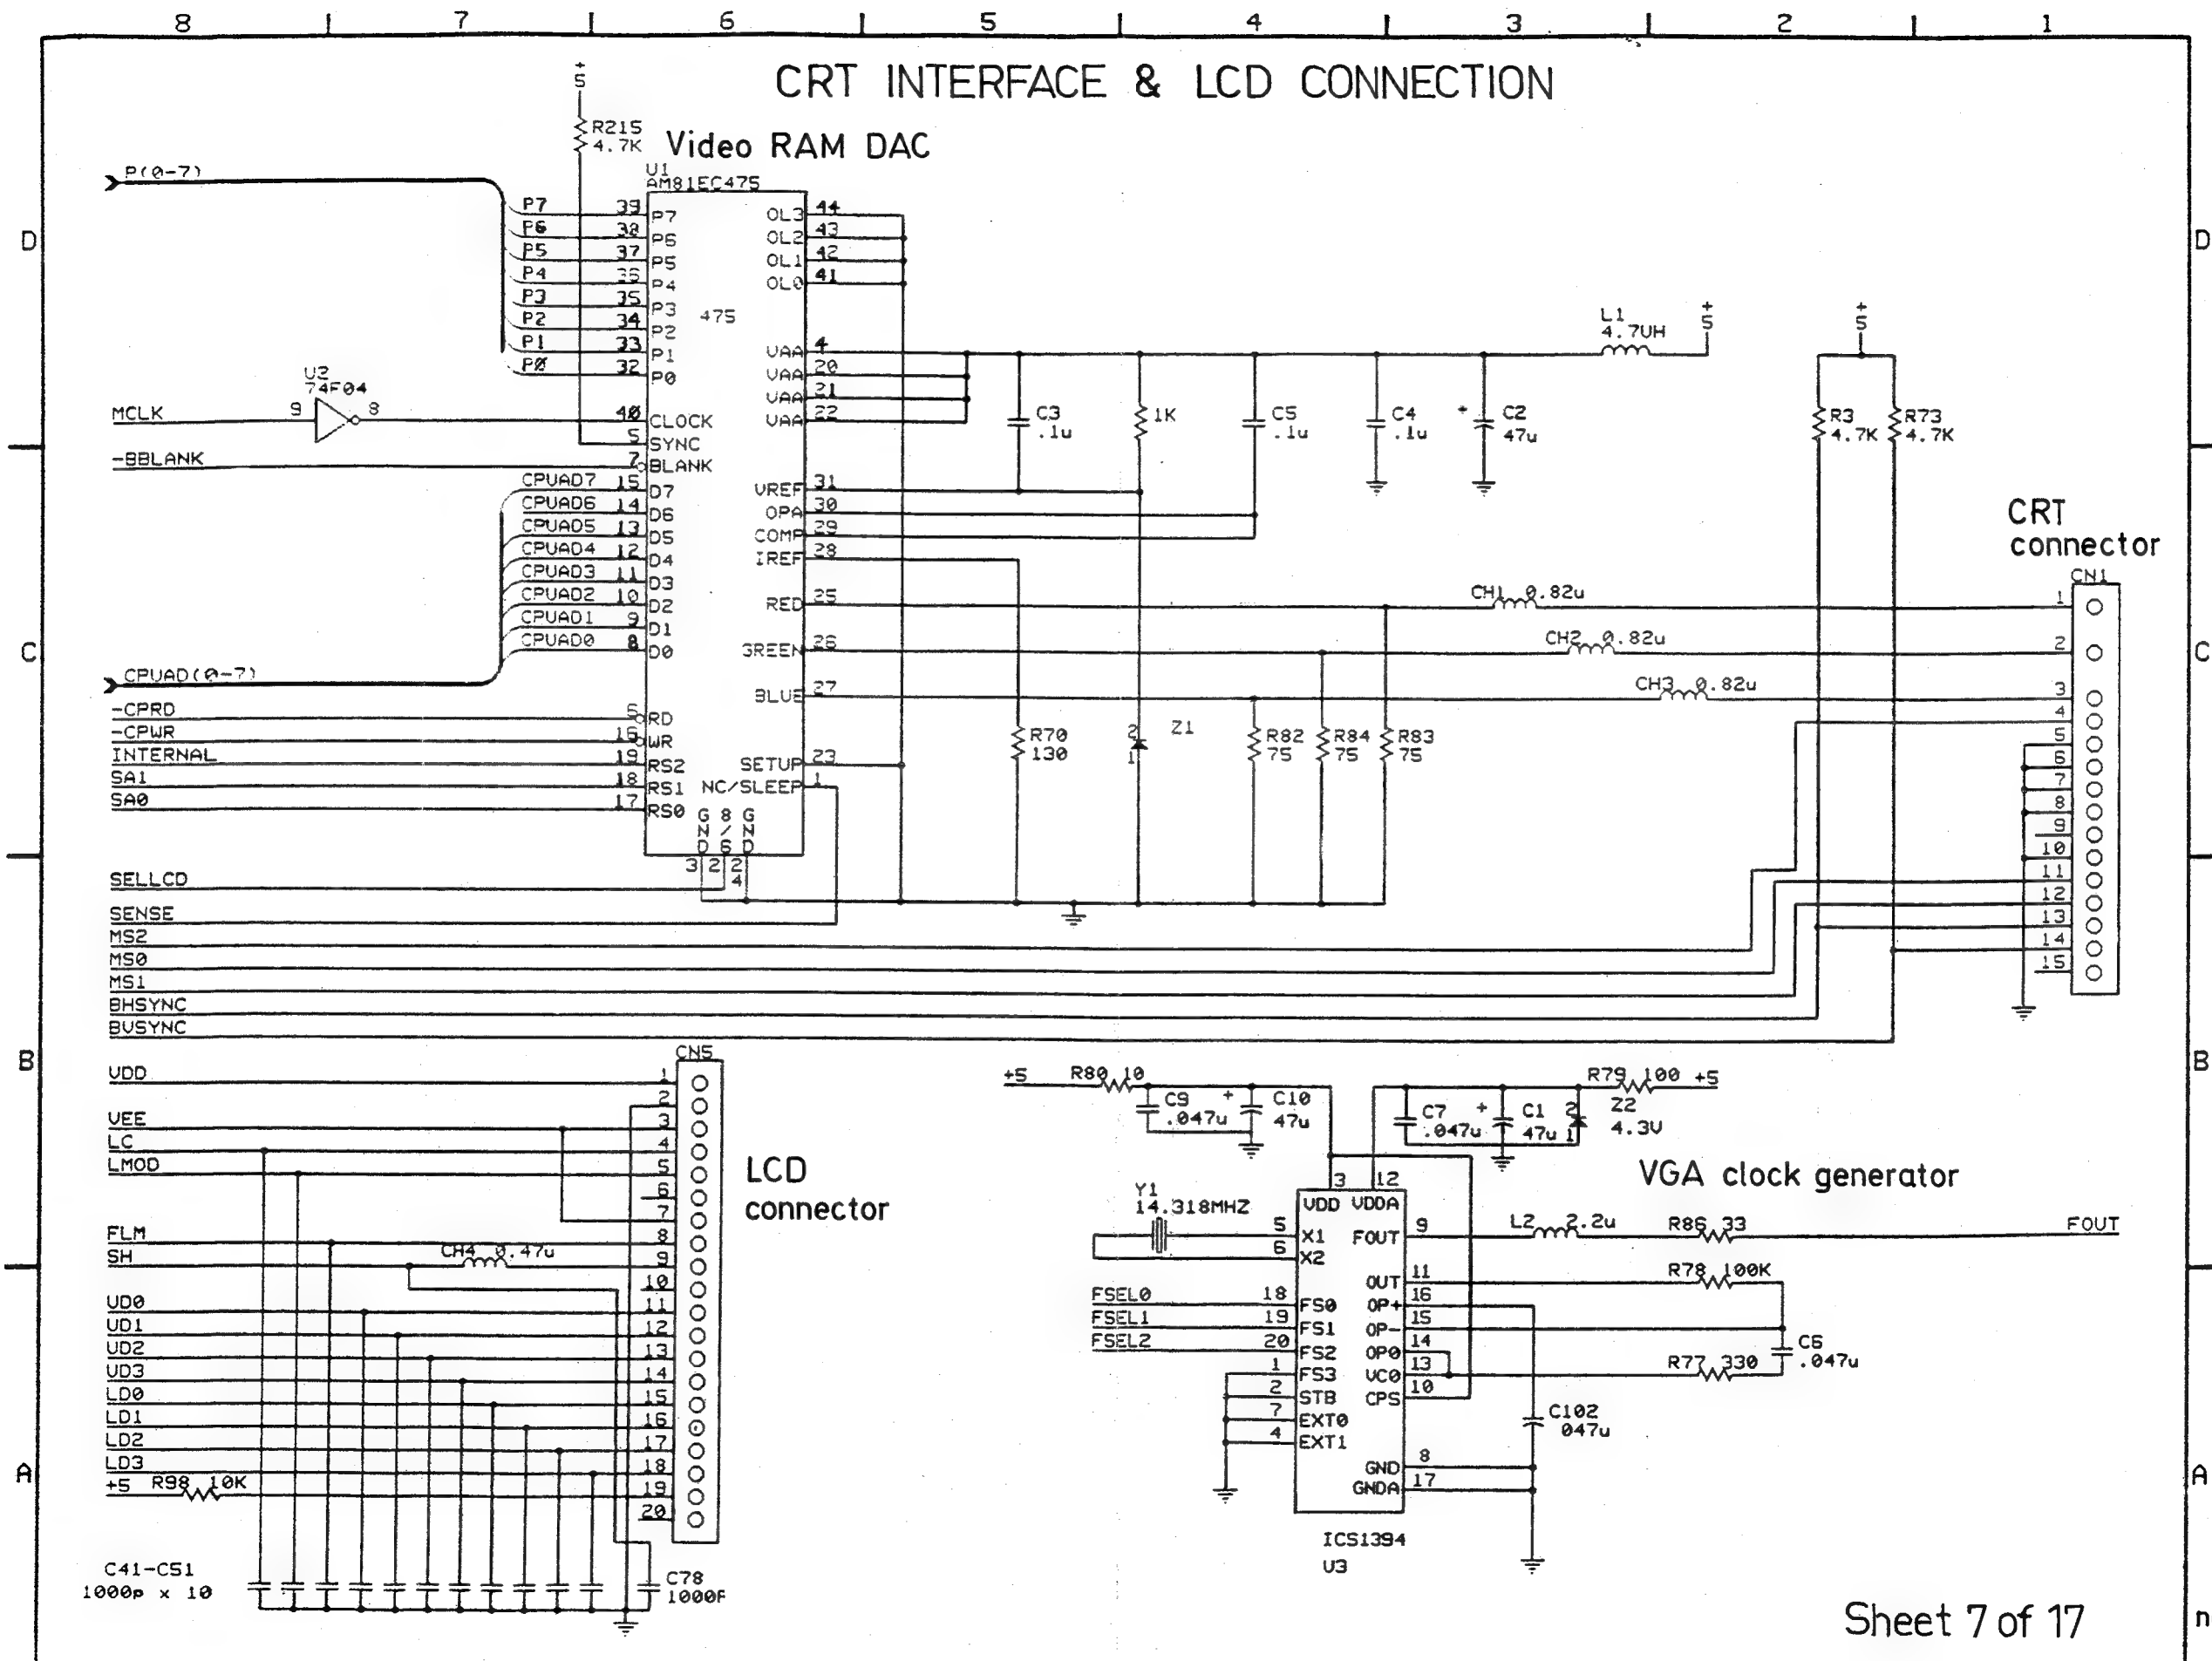 8 7 6 5 4 3 2 1
CRT INTERFACE & LCD CONNECTION
D
C
B
A
D
C
B
A
n
+5
R215
4.7K
Video RAM DAC
U1
AM81EC475
475
P(0-7)
P7 39 P7
P6 38 P6
P5 37 P5
P4 36 P4
P3 35 P3
P2 34 P2
P1 33 P1
P0 32 P0
U2
74F04
MCLK 9 8 40 CLOCK
5 SYNC
-BBLANK 7 BLANK
CPUAD7 15 D7
CPUAD6 14 D6
CPUAD5 13 D5
CPUAD4 12 D4
CPUAD3 11 D3
CPUAD2 10 D2
CPUAD1 9 D1
CPUAD0 8 D0
CPUAD(0-7)
-CPRD 6 RD
-CPWR 16 WR
INTERNAL 19 RS2
SA1 18 RS1
SA0 17 RS0
OL3 44
OL2 43
OL1 42
OL0 41
VAA 4
VAA 20
VAA 21
VAA 22
VREF 31
OPA 30
COMP 29
IREF 28
RED 25
GREEN 26
BLUE 27
SETUP 23
NC/SLEEP 1
GND 8/6 GND
3 2 24
L1
4.7UH
+5
+5
C3
.1u
1K
C5
.1u
C4
.1u
+ C2
47u
R3
4.7K
R73
4.7K
CH1 0.82u
CH2 0.82u
CH3 0.82u
R70
130
2
1
Z1
R82
75
R84
75
R83
75
CRT
connector
CN1
1
2
3
4
5
6
7
8
9
10
11
12
13
14
15
SELLCD
SENSE
MS2
MS0
MS1
BHSYNC
BVSYNC
CN5
VDD 1
2
VEE 3
LC 4
LMOD 5
6
7
FLM 8
SH CH4 0.47u 9
10
VD0 11
VD1 12
VD2 13
VD3 14
LD0 15
LD1 16
LD2 17
LD3 18
+5 R98 10K 19
20
LCD
connector
C41-C51
1000p x 10
C78
1000P
+5 R80 10
C9
.047u
+ C10
47u
C7
.047u
+ C1
47u
2
1
R79 100 +5
Z2
4.3V
VGA clock generator
Y1
14.318MHZ
3 12
VDD VDDA
5 X1
6 X2
FSEL0 18 FS0
FSEL1 19 FS1
FSEL2 20 FS2
1 FS3
2 STB
7 EXT0
4 EXT1
FOUT 9 L2 2.2u R86 33 FOUT
OUT 11 R78 100K
OP+ 16
OP- 15
OP0 14
VC0 13 R77 330
CPS 10
C6
.047u
C102
047u
GND 8
GNDA 17
ICS1394
U3
Sheet 7 of 17